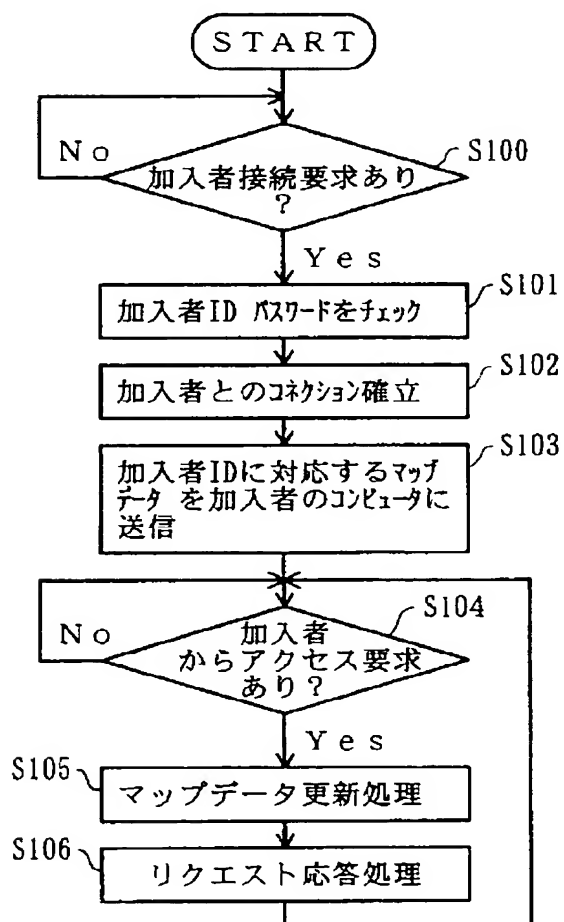 START
No
S100
加入者接続要求あり
?
Yes
S101
加入者ID パスワードをチェック
S102
加入者とのコネクション確立
S103
加入者IDに対応するマップ
データ を加入者のコンピュータに
送信
S104
No
加入者
からアクセス要求
あり?
Yes
S105
マップデータ更新処理
S106
リクエスト応答処理